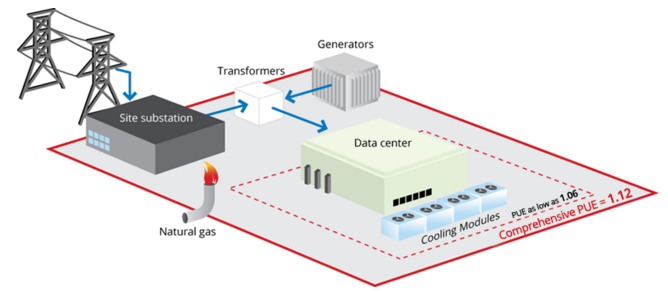 Generators
Transformers
Site substation
Data center
Natural gas
Cooling Modules
PUE as low as 1.06
Comprehensive PUE = 1.12